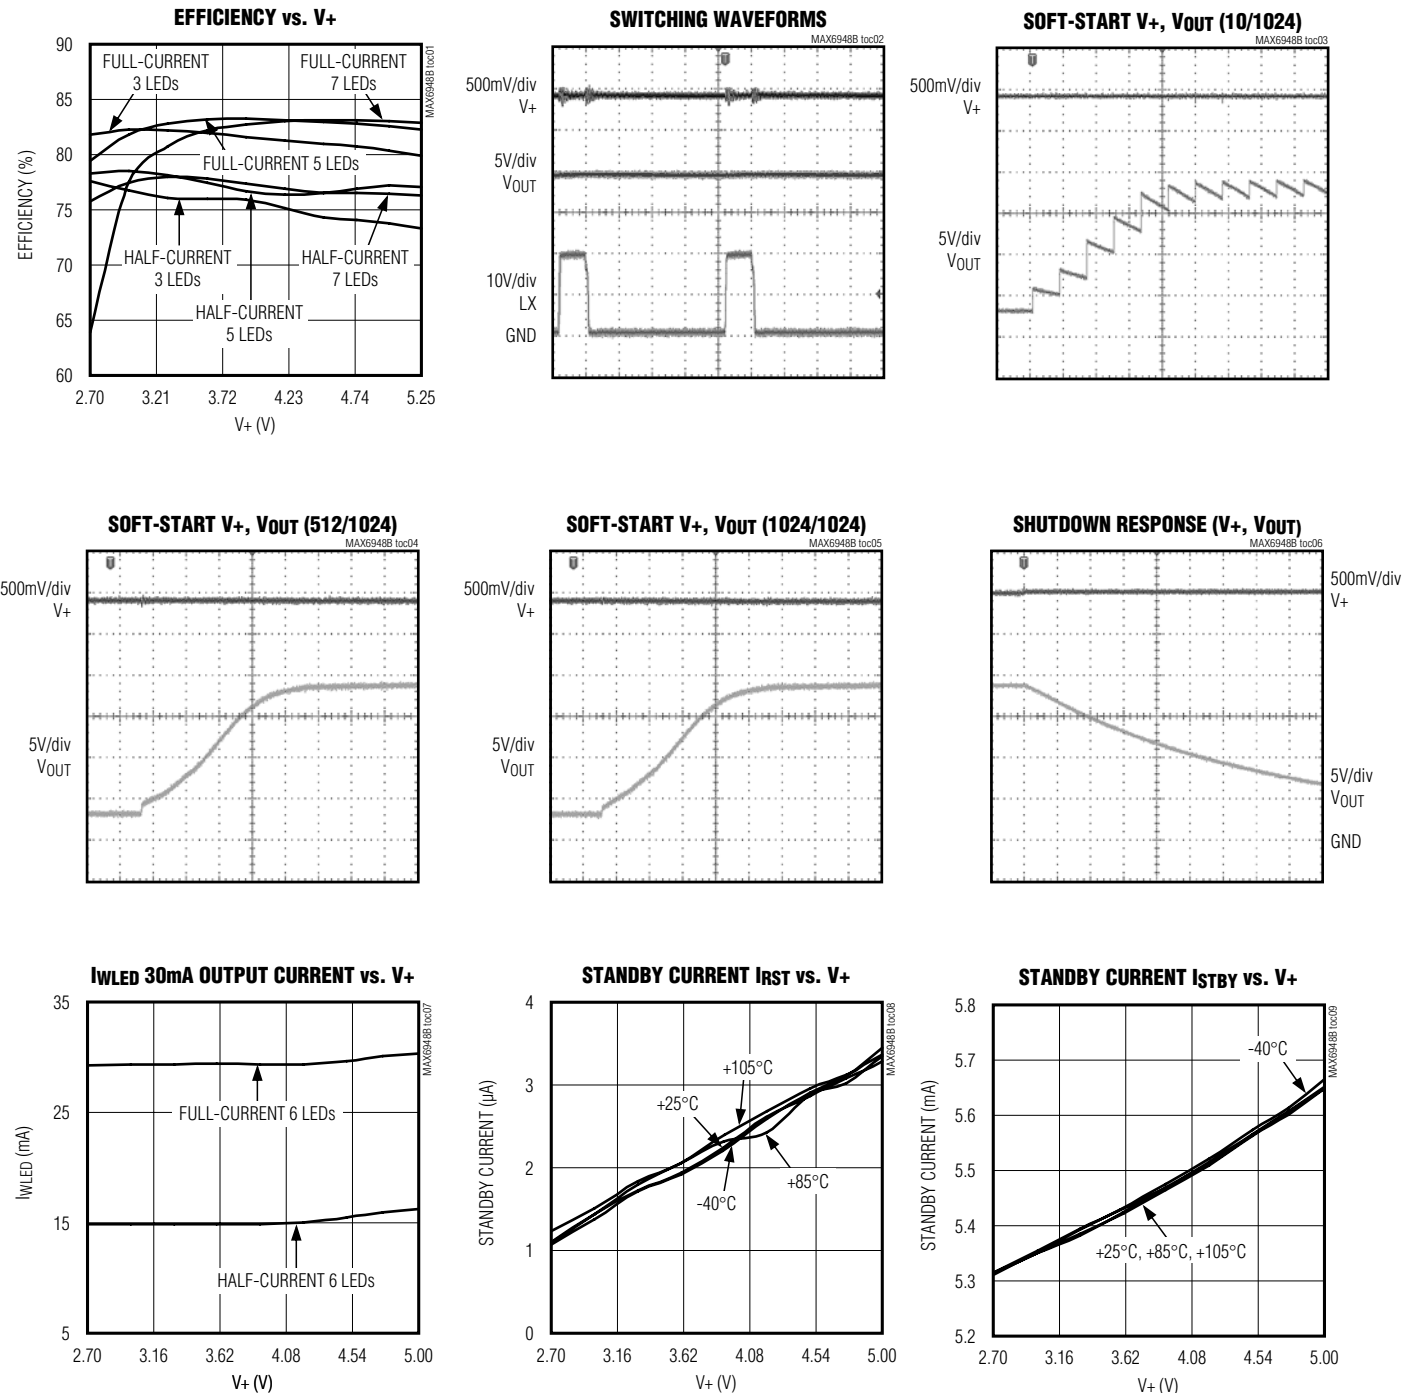 EFFICIENCY vs. V+
MAX6948B toc01
90
85
80
75
70
65
60
EFFICIENCY (%)
FULL-CURRENT
3 LEDs
FULL-CURRENT
7 LEDs
FULL-CURRENT 5 LEDs
HALF-CURRENT
3 LEDs
HALF-CURRENT
7 LEDs
HALF-CURRENT
5 LEDs
2.70 3.21 3.72 4.23 4.74 5.25
V+ (V)
SWITCHING WAVEFORMS
MAX6948B toc02
500mV/div
V+
5V/div
VOUT
10V/div
LX
GND
SOFT-START V+, VOUT (10/1024)
MAX6948B toc03
500mV/div
V+
5V/div
VOUT
SOFT-START V+, VOUT (512/1024)
MAX6948B toc04
500mV/div
V+
5V/div
VOUT
SOFT-START V+, VOUT (1024/1024)
MAX6948B toc05
500mV/div
V+
5V/div
VOUT
SHUTDOWN RESPONSE (V+, VOUT)
MAX6948B toc06
500mV/div
V+
5V/div
VOUT
GND
IWLED 30mA OUTPUT CURRENT vs. V+
MAX6948B toc07
35
25
15
5
IWLED (mA)
FULL-CURRENT 6 LEDs
HALF-CURRENT 6 LEDs
2.70 3.16 3.62 4.08 4.54 5.00
V+ (V)
STANDBY CURRENT IRST vs. V+
MAX6948B toc08
4
3
2
1
0
STANDBY CURRENT (μA)
+105°C
+25°C
-40°C
+85°C
2.70 3.16 3.62 4.08 4.54 5.00
V+ (V)
STANDBY CURRENT ISTBY vs. V+
MAX6948B toc09
5.8
5.7
5.6
5.5
5.4
5.3
5.2
STANDBY CURRENT (mA)
-40°C
+25°C, +85°C, +105°C
2.70 3.16 3.62 4.08 4.54 5.00
V+ (V)